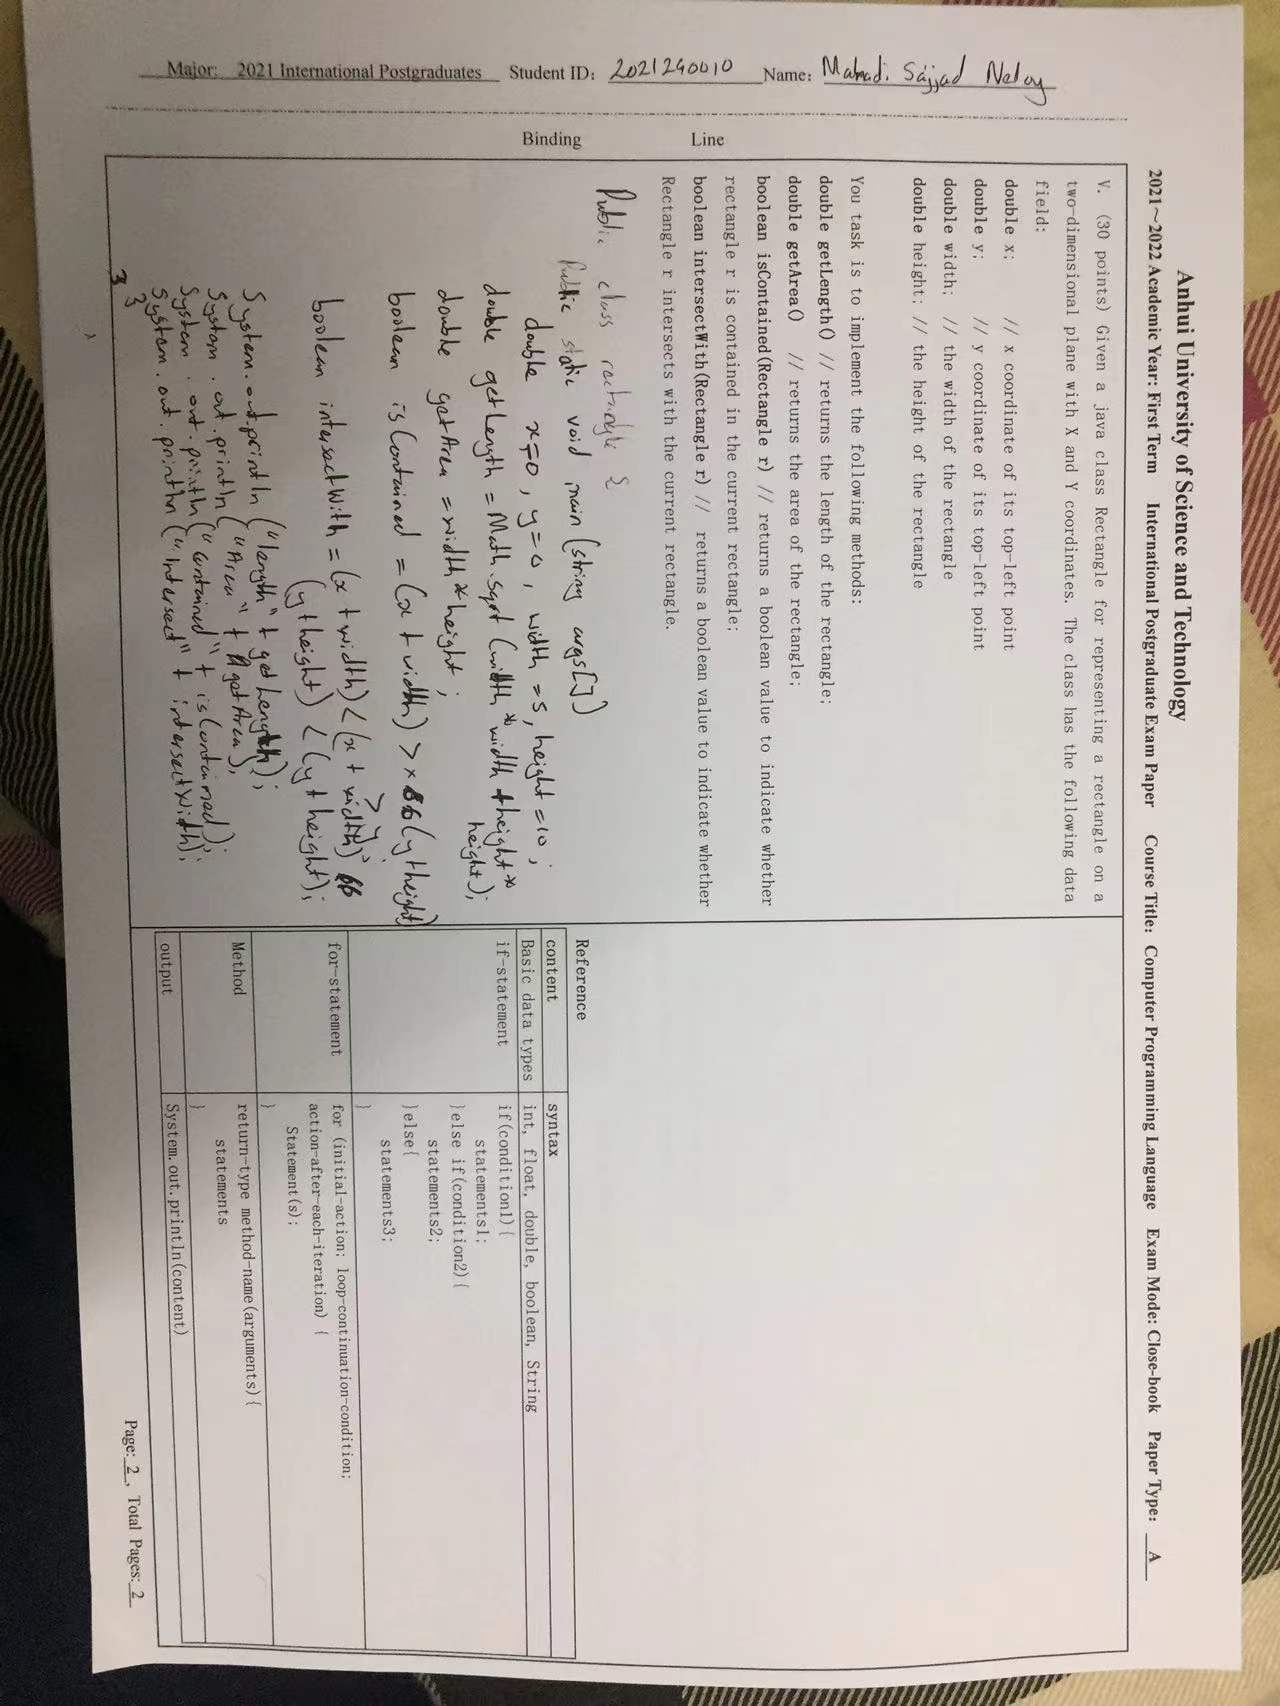 Major: 2021 International Postgraduates Student ID: 2021240010 Name: Mahadi Sajjad Neloy
Binding Line
Anhui University of Science and Technology
2021~2022 Academic Year: First Term International Postgraduate Exam Paper Course Title: Computer Programming Language Exam Mode: Close-book Paper Type: A
V. (30 points) Given a java class Rectangle for representing a rectangle on a
two-dimensional plane with X and Y coordinates. The class has the following data
field:
double x; // x coordinate of its top-left point
double y; // y coordinate of its top-left point
double width; // the width of the rectangle
double height; // the height of the rectangle
You task is to implement the following methods:
double getLength() // returns the length of the rectangle;
double getArea() // returns the area of the rectangle;
boolean isContained(Rectangle r) // returns a boolean value to indicate whether
rectangle r is contained in the current rectangle;
boolean intersectWith(Rectangle r) // returns a boolean value to indicate whether
Rectangle r intersects with the current rectangle.
Public class rectangle {
Public static void main (string args[])
double x=0, y=0, width=5, height=10;
double getLength = Math.sqrt (width*width+height*
height);
double getArea = width*height;
boolean isContained = (x+width) > x && (y+height)
> y;
boolean intersectWith = (x+width) < (x+width) &&
(y+height) < (y+height);
System.out.println ("length" + getLength);
System.out.println ("Area" + getArea);
System.out.println ("Contained" + isContained);
System.out.println ("Intersect" + intersectWith);
}
}
Reference
content syntax
Basic data types int, float, double, boolean, String
if-statement if(condition1){
statements1;
}else if(condition2){
statements2;
}else{
statements3;
}
for-statement for (initial-action; loop-continuation-condition;
action-after-each-iteration) {
Statement(s);
}
Method return-type method-name(arguments){
statements
}
output System.out.println(content)
Page: 2 , Total Pages: 2